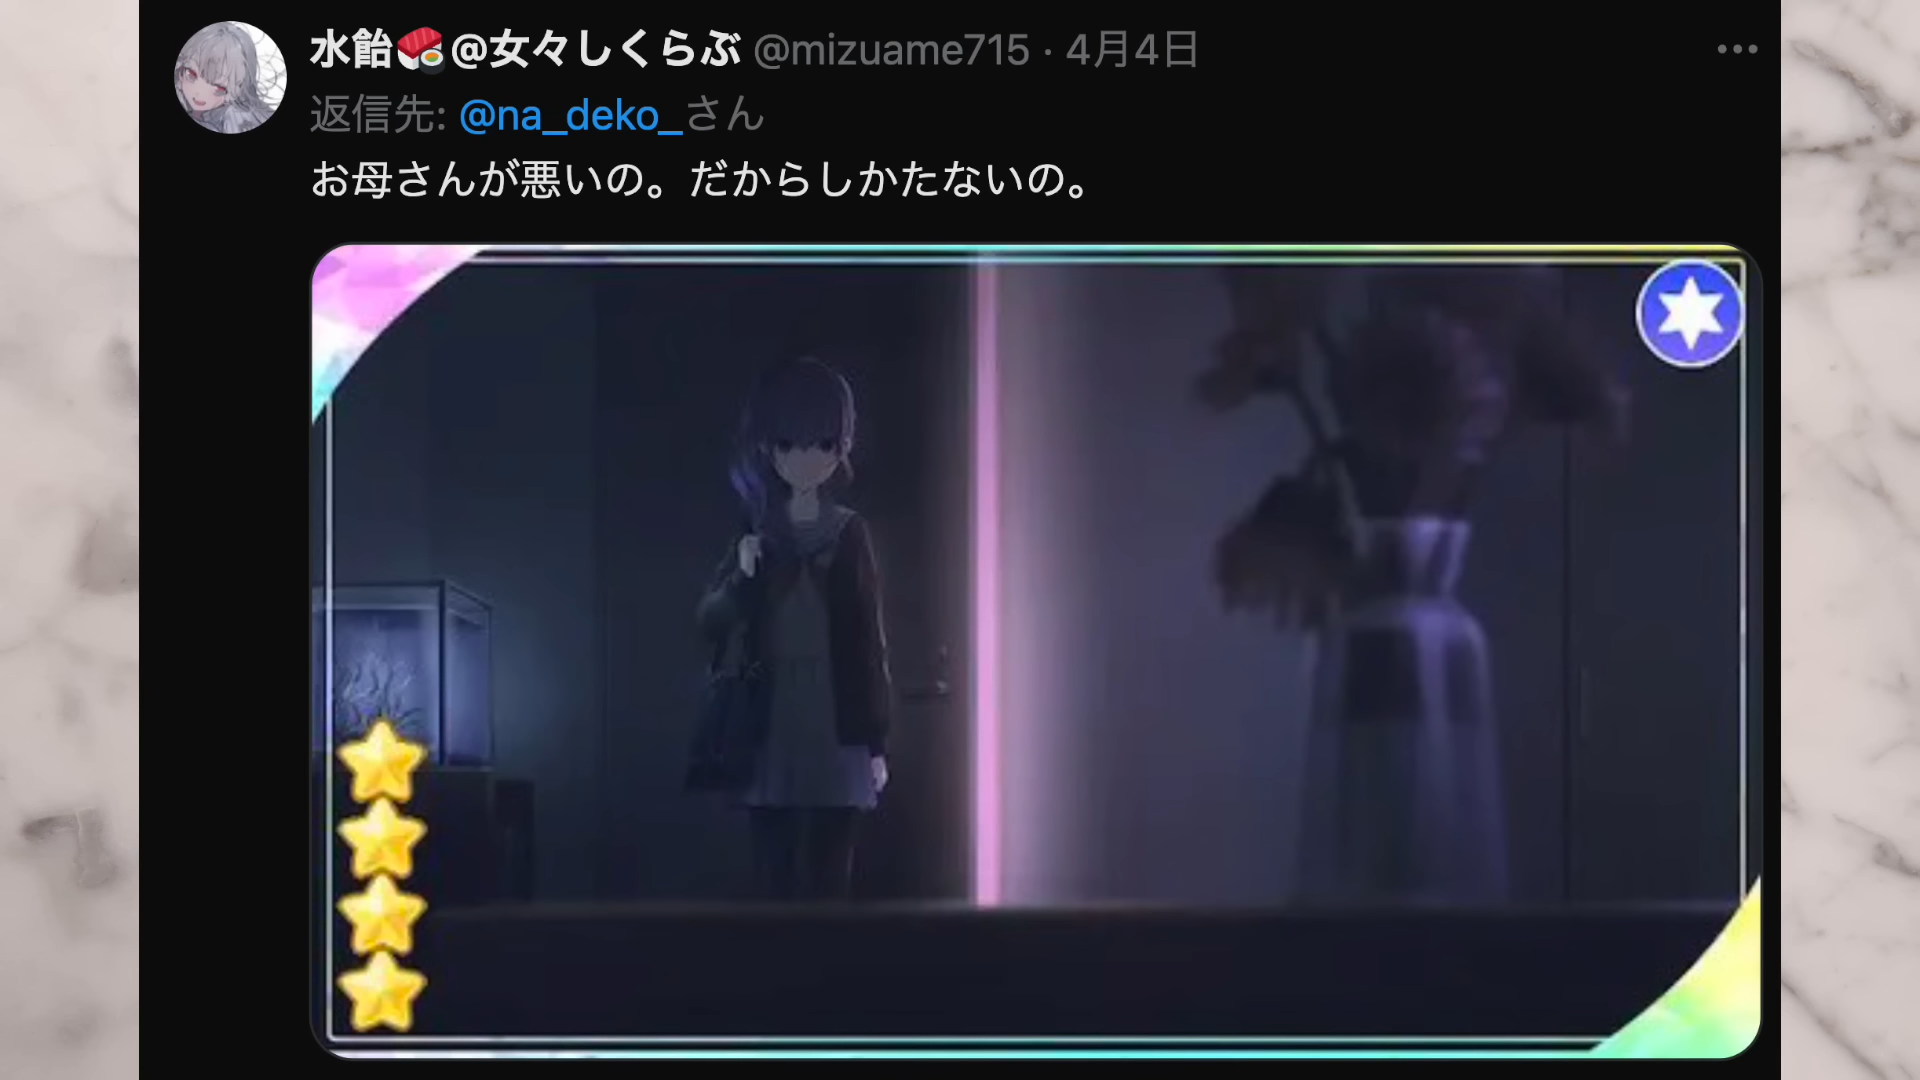 水飴🍣@女々しくらぶ @mizuame715 · 4月4日
返信先: @na_deko_さん
お母さんが悪いの。だからしかたないの。